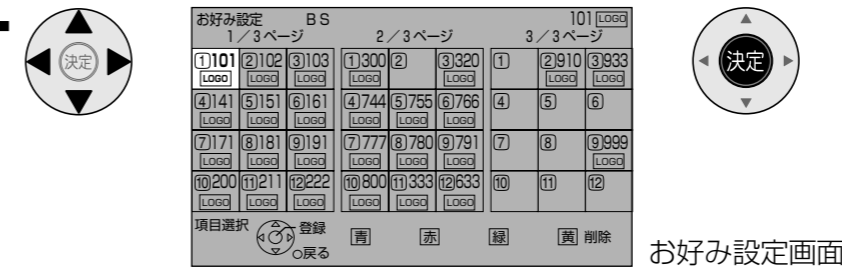 決定
お好み設定 BS 101 LOGO
1/3ページ 2/3ページ 3/3ページ
①101 ②102 ③103 ①300 ② ③320 ① ②910 ③933
LOGO LOGO LOGO LOGO LOGO LOGO LOGO
④141 ⑤151 ⑥161 ④744 ⑤755 ⑥766 ④ ⑤ ⑥
LOGO LOGO LOGO LOGO LOGO LOGO
⑦171 ⑧181 ⑨191 ⑦777 ⑧780 ⑨791 ⑦ ⑧ ⑨999
LOGO LOGO LOGO LOGO LOGO LOGO LOGO
⑩200 ⑪211 ⑫222 ⑩800 ⑪333 ⑫633 ⑩ ⑪ ⑫
LOGO LOGO LOGO LOGO LOGO LOGO
項目選択 登録 青 赤 緑 黄 削除
戻る
決定
お好み設定画面